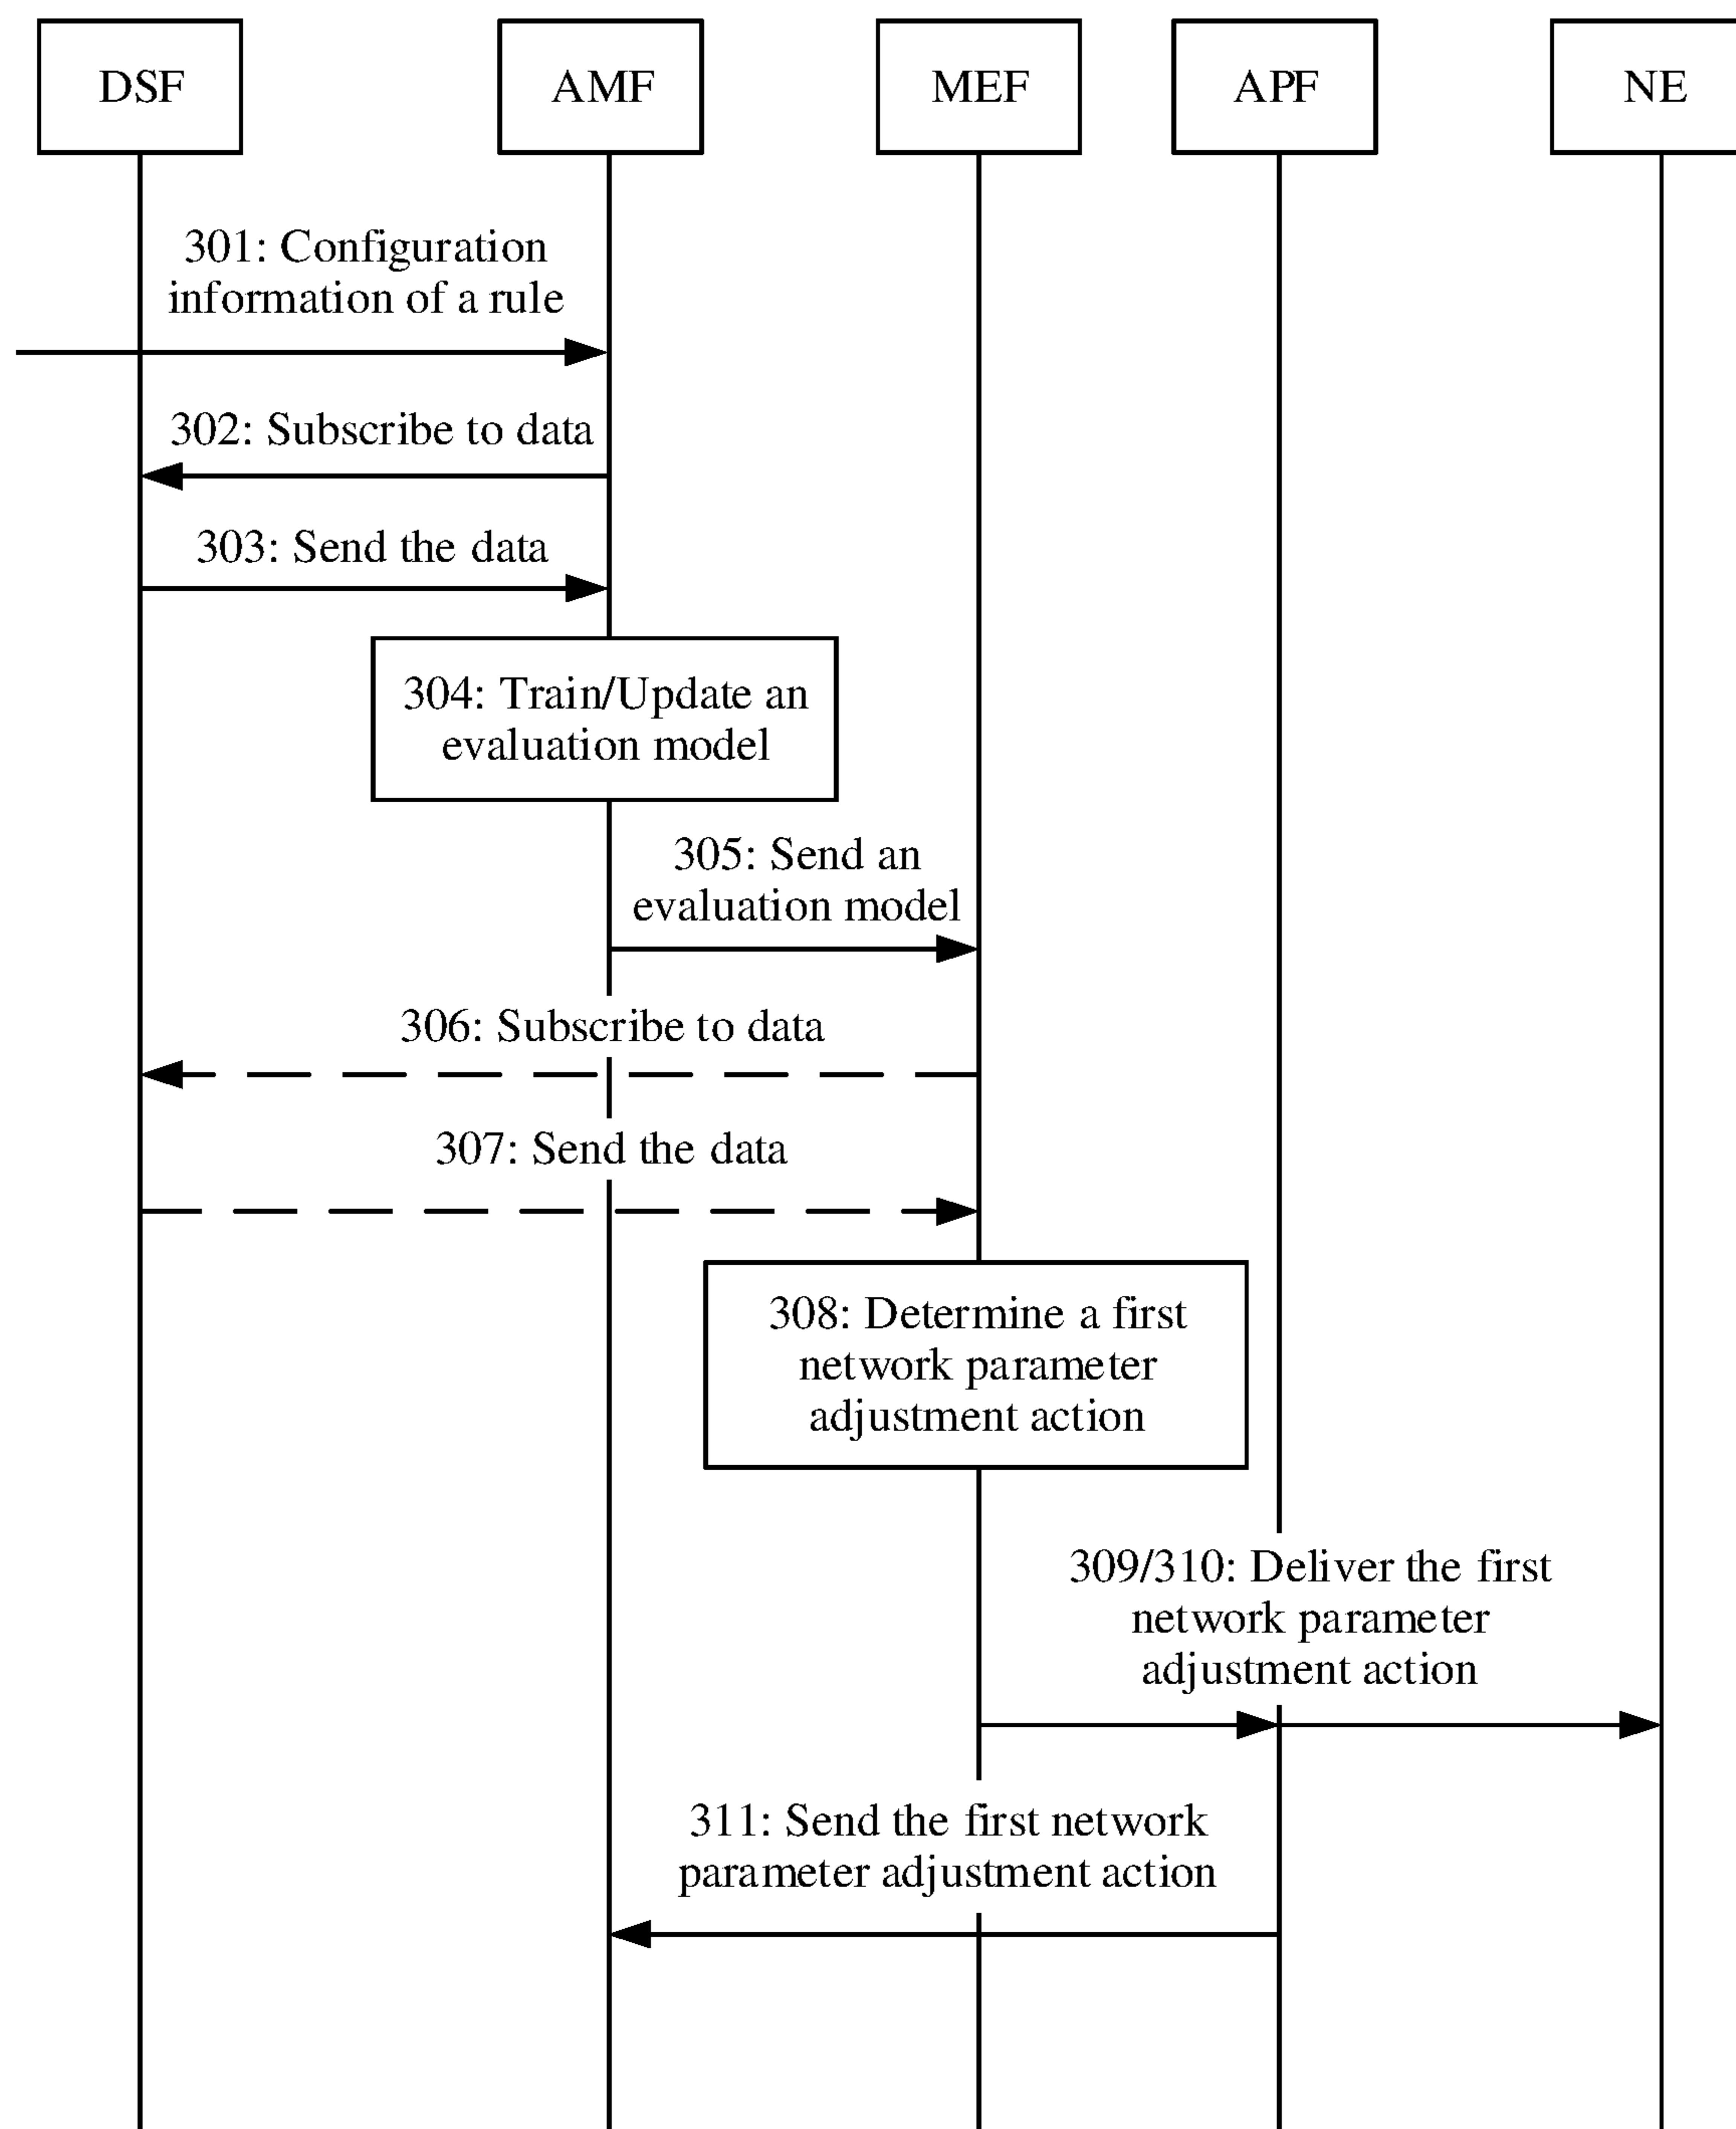 DSF
AMF
MEF
APF
NE
301: Configuration
information of a rule
302: Subscribe to data
303: Send the data
304: Train/Update an
evaluation model
305: Send an
evaluation model
306: Subscribe to data
307: Send the data
308: Determine a first
network parameter
adjustment action
309/310: Deliver the first
network parameter
adjustment action
311: Send the first network
parameter adjustment action